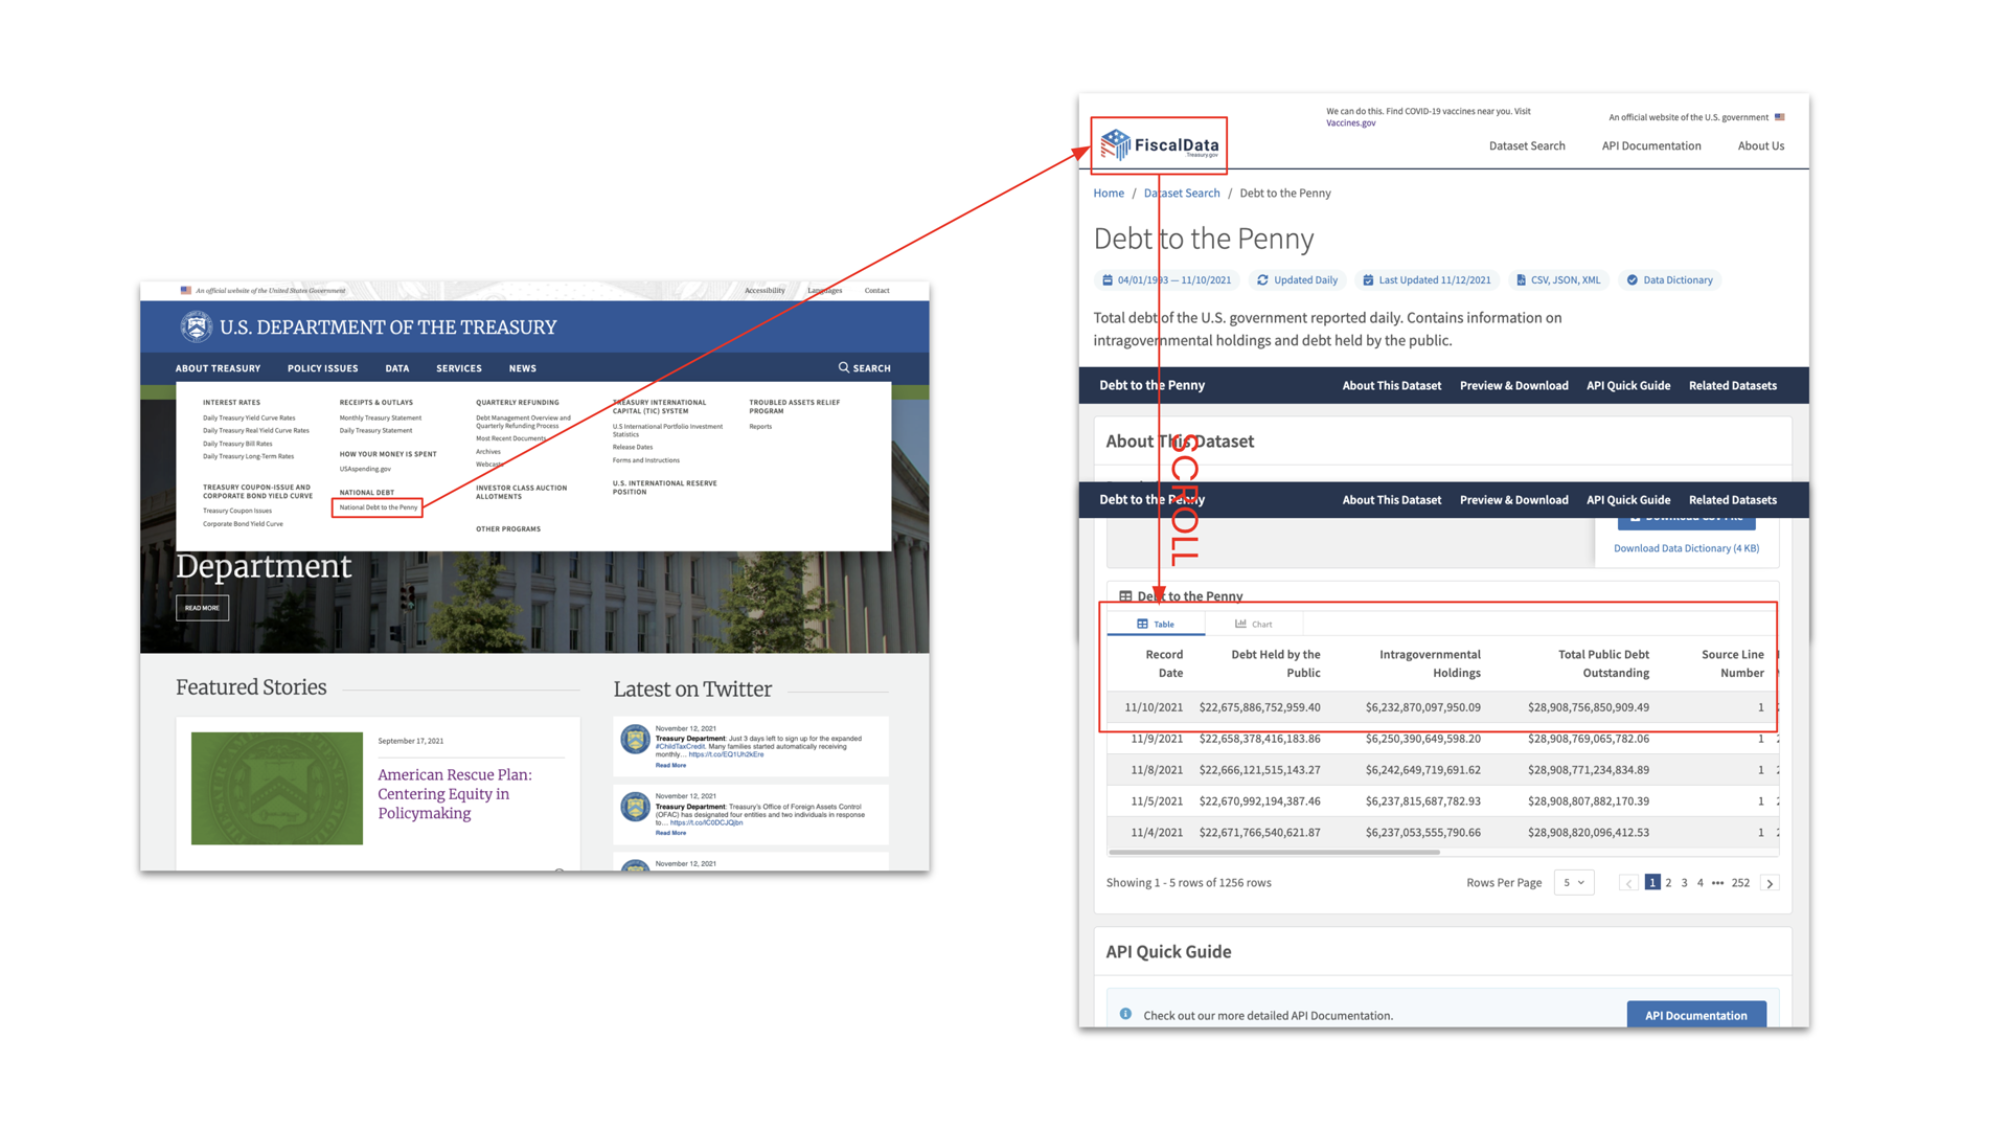 An official website of the United States Government
Accessibility Languages Contact
U.S. DEPARTMENT OF THE TREASURY
ABOUT TREASURY POLICY ISSUES DATA SERVICES NEWS SEARCH
INTEREST RATES
Daily Treasury Yield Curve Rates
Daily Treasury Real Yield Curve Rates
Daily Treasury Bill Rates
Daily Treasury Long-Term Rates
TREASURY COUPON-ISSUE AND
CORPORATE BOND YIELD CURVE
Treasury Coupon Issues
Corporate Bond Yield Curve
RECEIPTS & OUTLAYS
Monthly Treasury Statement
Daily Treasury Statement
HOW YOUR MONEY IS SPENT
USAspending.gov
NATIONAL DEBT
National Debt to the Penny
QUARTERLY REFUNDING
Debt Management Overview and
Quarterly Refunding Process
Most Recent Documents
Archives
Webcasts
INVESTOR CLASS AUCTION
ALLOTMENTS
OTHER PROGRAMS
TREASURY INTERNATIONAL
CAPITAL (TIC) SYSTEM
U.S International Portfolio Investment
Statistics
Release Dates
Forms and Instructions
U.S. INTERNATIONAL RESERVE
POSITION
TROUBLED ASSETS RELIEF
PROGRAM
Reports
Department
READ MORE
Featured Stories
September 17, 2021
American Rescue Plan:
Centering Equity in
Policymaking
Latest on Twitter
November 12, 2021
Treasury Department: Just 3 days left to sign up for the expanded
#ChildTaxCredit. Many families started automatically receiving
monthly… https://t.co/EQ1Uh2kEre
Read More
November 12, 2021
Treasury Department: Treasury's Office of Foreign Assets Control
(OFAC) has designated four entities and two individuals in response
to…
Read More
November 12, 2021
We can do this. Find COVID-19 vaccines near you. Visit
Vaccines.gov
An official website of the U.S. government
FiscalData
Treasury.gov
Dataset Search API Documentation About Us
Home / Dataset Search / Debt to the Penny
Debt to the Penny
04/01/1993 — 11/10/2021 Updated Daily Last Updated 11/12/2021 CSV, JSON, XML Data Dictionary
Total debt of the U.S. government reported daily. Contains information on
intragovernmental holdings and debt held by the public.
Debt to the Penny About This Dataset Preview & Download API Quick Guide Related Datasets
About This Dataset
SCROLL
Debt to the Penny About This Dataset Preview & Download API Quick Guide Related Datasets
Download Data Dictionary (4 KB)
Debt to the Penny
Table Chart
Record Date Debt Held by the Public Intragovernmental Holdings Total Public Debt Outstanding Source Line Number
11/10/2021 $22,675,886,752,959.40 $6,232,870,097,950.09 $28,908,756,850,909.49 1
11/9/2021 $22,658,378,416,183.86 $6,250,390,649,598.20 $28,908,769,065,782.06 1
11/8/2021 $22,666,121,515,143.27 $6,242,649,719,691.62 $28,908,771,234,834.89 1
11/5/2021 $22,670,992,194,387.46 $6,237,815,687,782.93 $28,908,807,882,170.39 1
11/4/2021 $22,671,766,540,621.87 $6,237,053,555,790.66 $28,908,820,096,412.53 1
Showing 1 - 5 rows of 1256 rows Rows Per Page 5 1 2 3 4 ••• 252
API Quick Guide
Check out our more detailed API Documentation. API Documentation